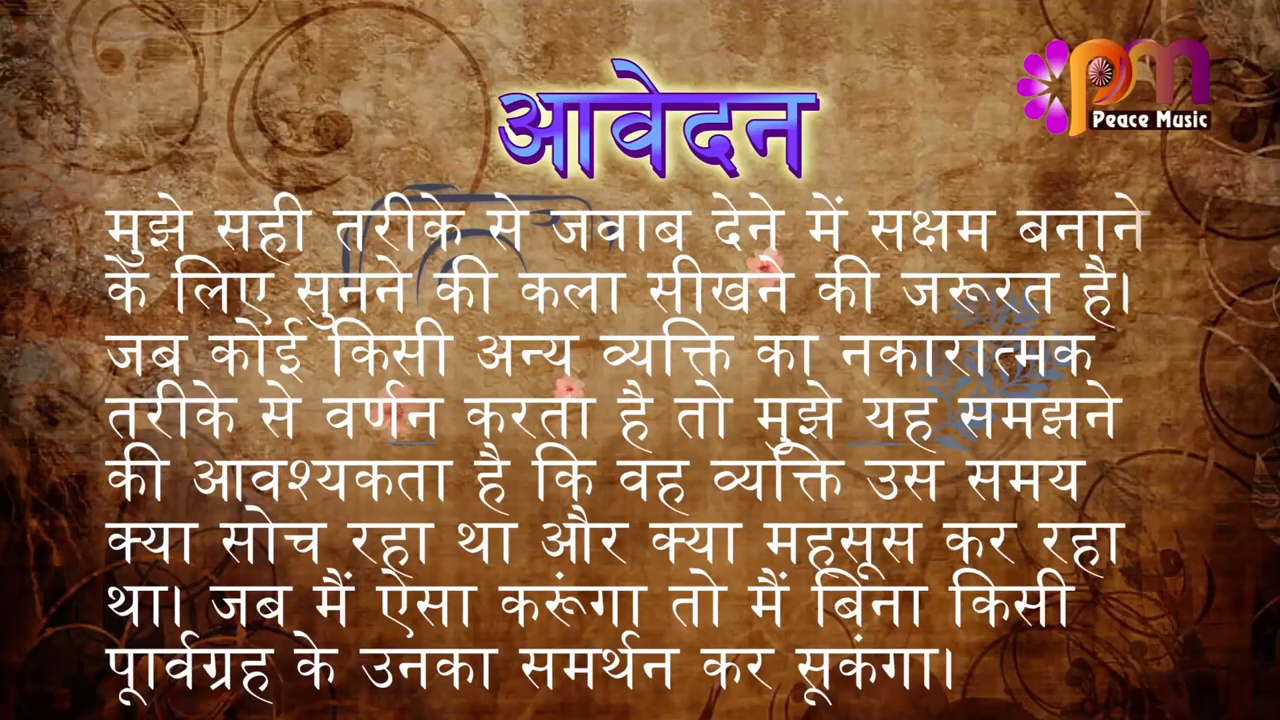 आवेदन
Peace Music
मुझे सही तरीके से जवाब देने में सक्षम बनाने
के लिए सुनने की कला सीखने की जरूरत है।
जब कोई किसी अन्य व्यक्ति का नकारात्मक
तरीके से वर्णन करता है तो मुझे यह समझने
की आवश्यकता है कि वह व्यक्ति उस समय
क्या सोच रहा था और क्या महसूस कर रहा
था। जब मैं ऐसा करूंगा तो मैं बिना किसी
पूार्वग्रह के उनका समर्थन कर सूकंगा।